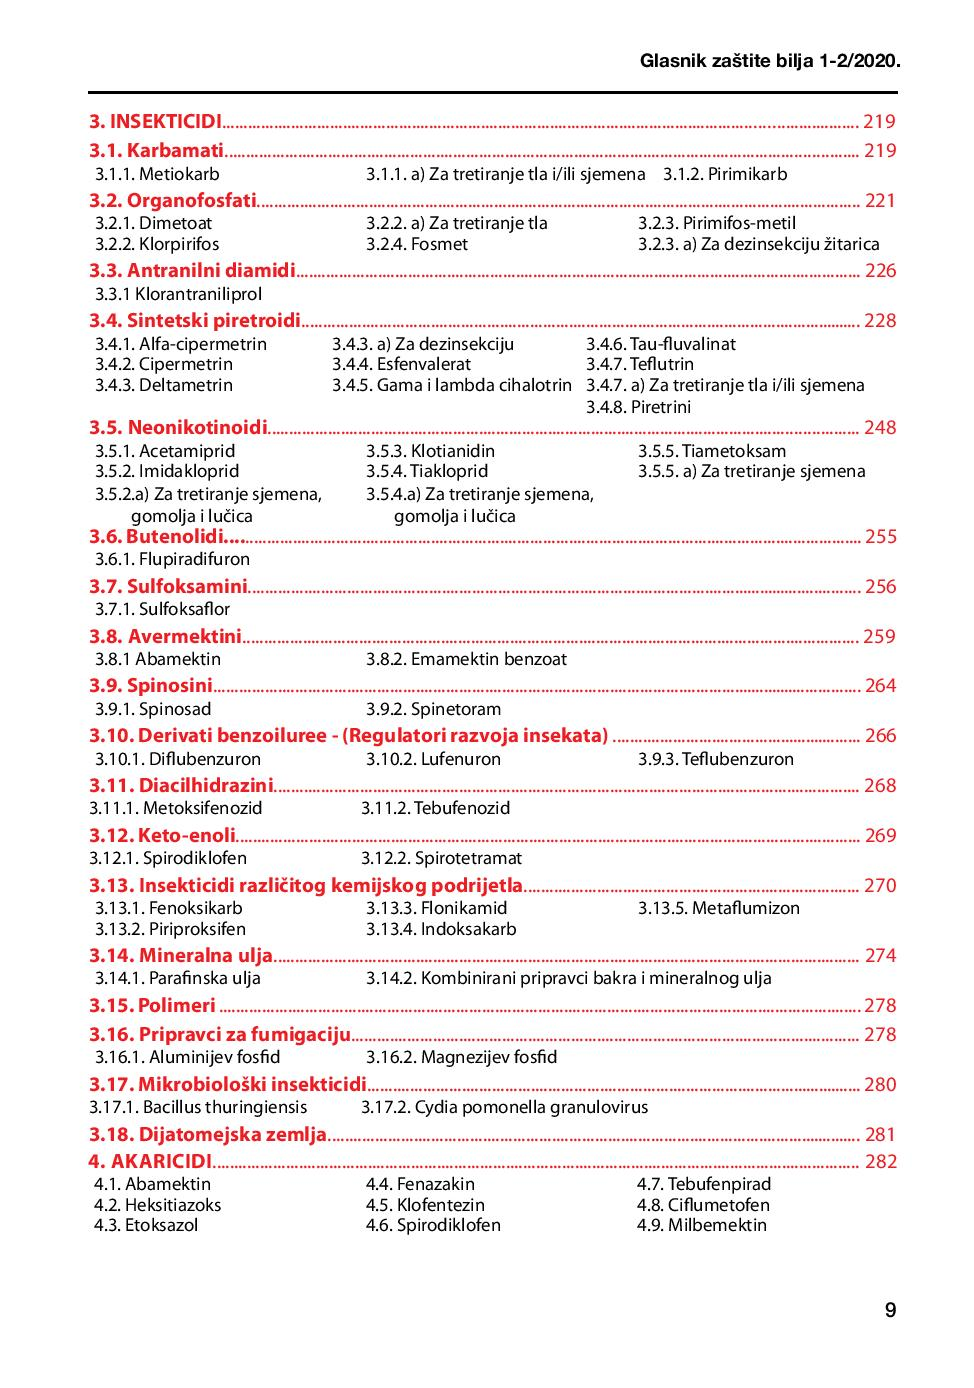 Glasnik zaštite bilja 1-2/2020.
3. INSEKTICIDI........................................ 219
3.1. Karbamati........................................ 219
3.1.1. Metiokarb 3.1.1. a) Za tretiranje tla i/ili sjemena 3.1.2. Pirimikarb
3.2. Organofosfati........................................ 221
3.2.1. Dimetoat 3.2.2. a) Za tretiranje tla 3.2.3. Pirimifos-metil
3.2.2. Klorpirifos 3.2.4. Fosmet 3.2.3. a) Za dezinsekciju žitarica
3.3. Antranilni diamidi........................................ 226
3.3.1 Klorantraniliprol
3.4. Sintetski piretroidi........................................ 228
3.4.1. Alfa-cipermetrin 3.4.3. a) Za dezinsekciju 3.4.6. Tau-fluvalinat
3.4.2. Cipermetrin 3.4.4. Esfenvalerat 3.4.7. Teflutrin
3.4.3. Deltametrin 3.4.5. Gama i lambda cihalotrin 3.4.7. a) Za tretiranje tla i/ili sjemena
3.4.8. Piretrini
3.5. Neonikotinoidi........................................ 248
3.5.1. Acetamiprid 3.5.3. Klotianidin 3.5.5. Tiametoksam
3.5.2. Imidakloprid 3.5.4. Tiakloprid 3.5.5. a) Za tretiranje sjemena
3.5.2.a) Za tretiranje sjemena, 3.5.4.a) Za tretiranje sjemena,
gomolja i lučica gomolja i lučica
3.6. Butenolidi........................................ 255
3.6.1. Flupiradifuron
3.7. Sulfoksamini........................................ 256
3.7.1. Sulfoksaflor
3.8. Avermektini........................................ 259
3.8.1 Abamektin 3.8.2. Emamektin benzoat
3.9. Spinosini........................................ 264
3.9.1. Spinosad 3.9.2. Spinetoram
3.10. Derivati benzoiluree - (Regulatori razvoja insekata) ........................................ 266
3.10.1. Diflubenzuron 3.10.2. Lufenuron 3.9.3. Teflubenzuron
3.11. Diacilhidrazini........................................ 268
3.11.1. Metoksifenozid 3.11.2. Tebufenozid
3.12. Keto-enoli........................................ 269
3.12.1. Spirodiklofen 3.12.2. Spirotetramat
3.13. Insekticidi različitog kemijskog podrijetla........................................ 270
3.13.1. Fenoksikarb 3.13.3. Flonikamid 3.13.5. Metaflumizon
3.13.2. Piriproksifen 3.13.4. Indoksakarb
3.14. Mineralna ulja........................................ 274
3.14.1. Parafinska ulja 3.14.2. Kombinirani pripravci bakra i mineralnog ulja
3.15. Polimeri ........................................ 278
3.16. Pripravci za fumigaciju........................................ 278
3.16.1. Aluminijev fosfid 3.16.2. Magnezijev fosfid
3.17. Mikrobiološki insekticidi........................................ 280
3.17.1. Bacillus thuringiensis 3.17.2. Cydia pomonella granulovirus
3.18. Dijatomejska zemlja........................................ 281
4. AKARICIDI........................................ 282
4.1. Abamektin 4.4. Fenazakin 4.7. Tebufenpirad
4.2. Heksitiazoks 4.5. Klofentezin 4.8. Ciflumetofen
4.3. Etoksazol 4.6. Spirodiklofen 4.9. Milbemektin
9